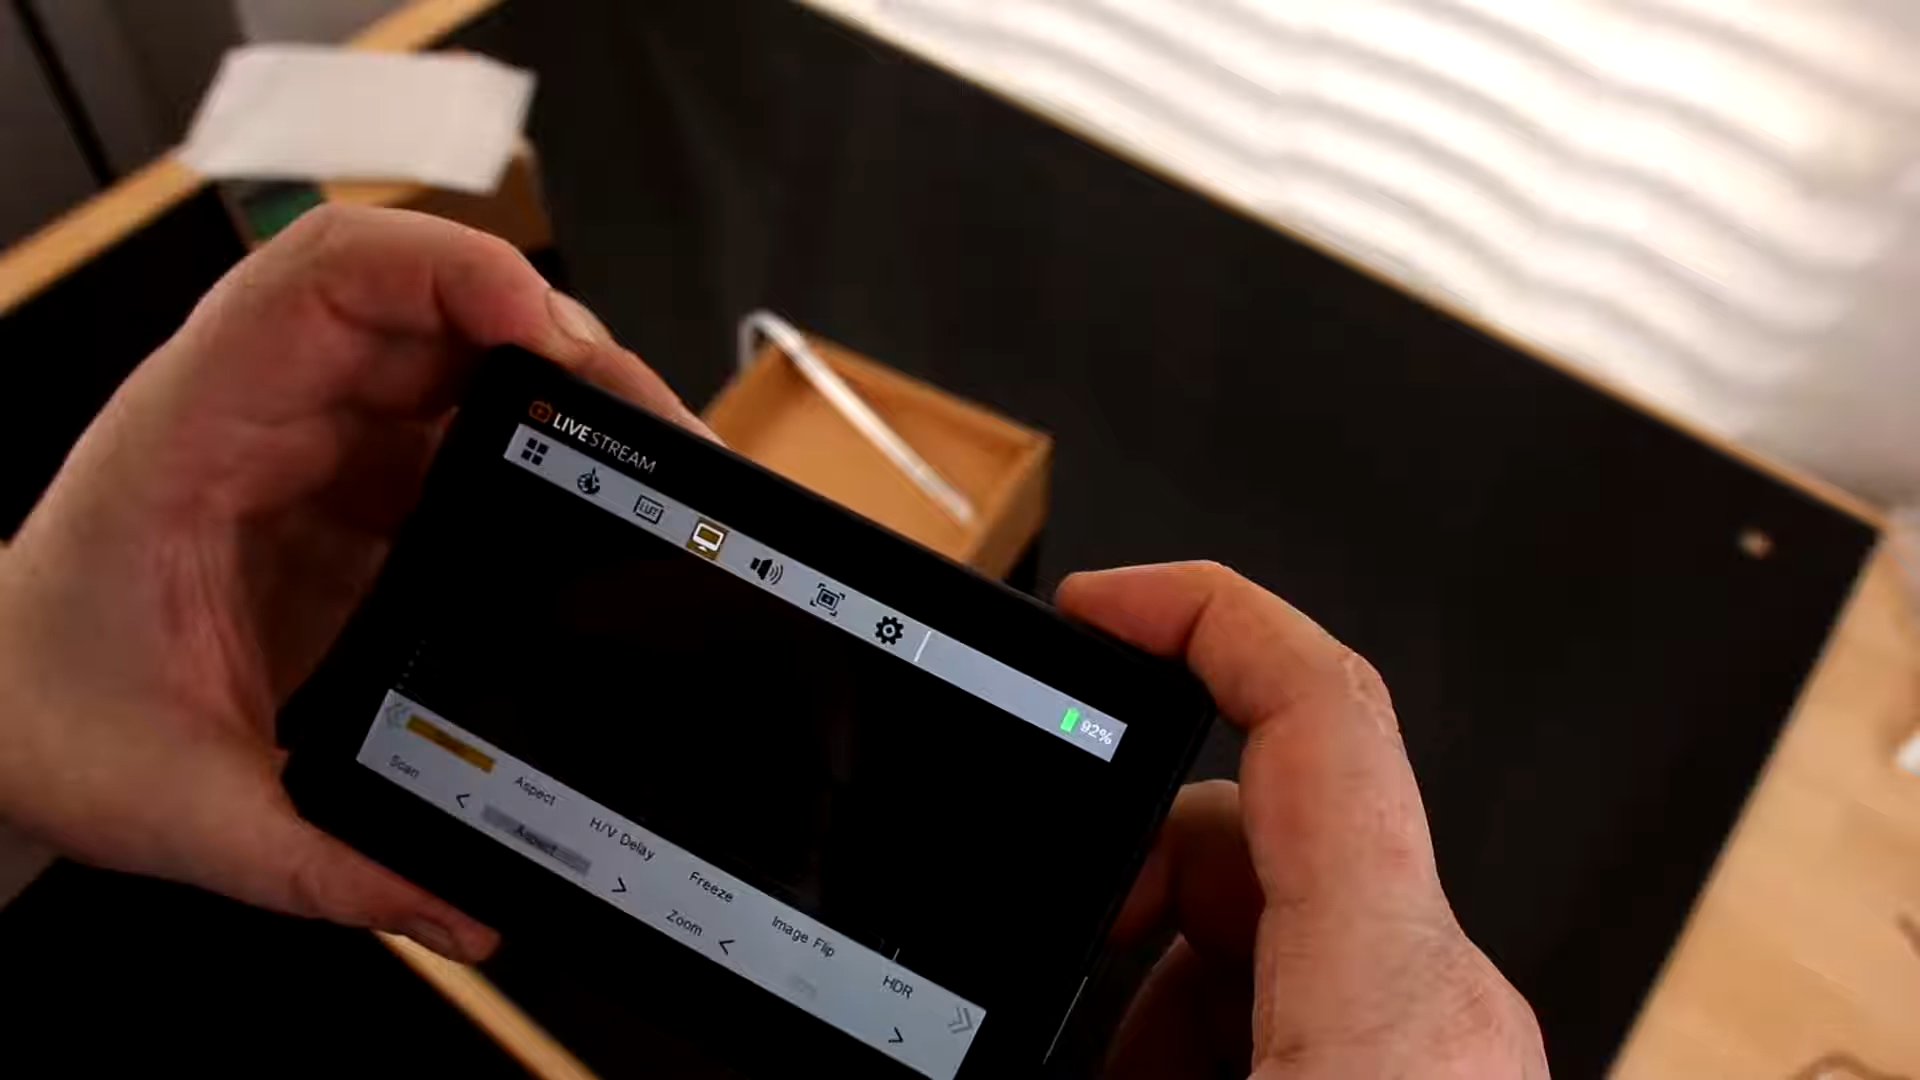 LIVESTREAM
LUT
92%
Aspect
H/V Delay
Freeze
Image Flip
HDR
Scan
<
Aspect
>
Zoom
<
>